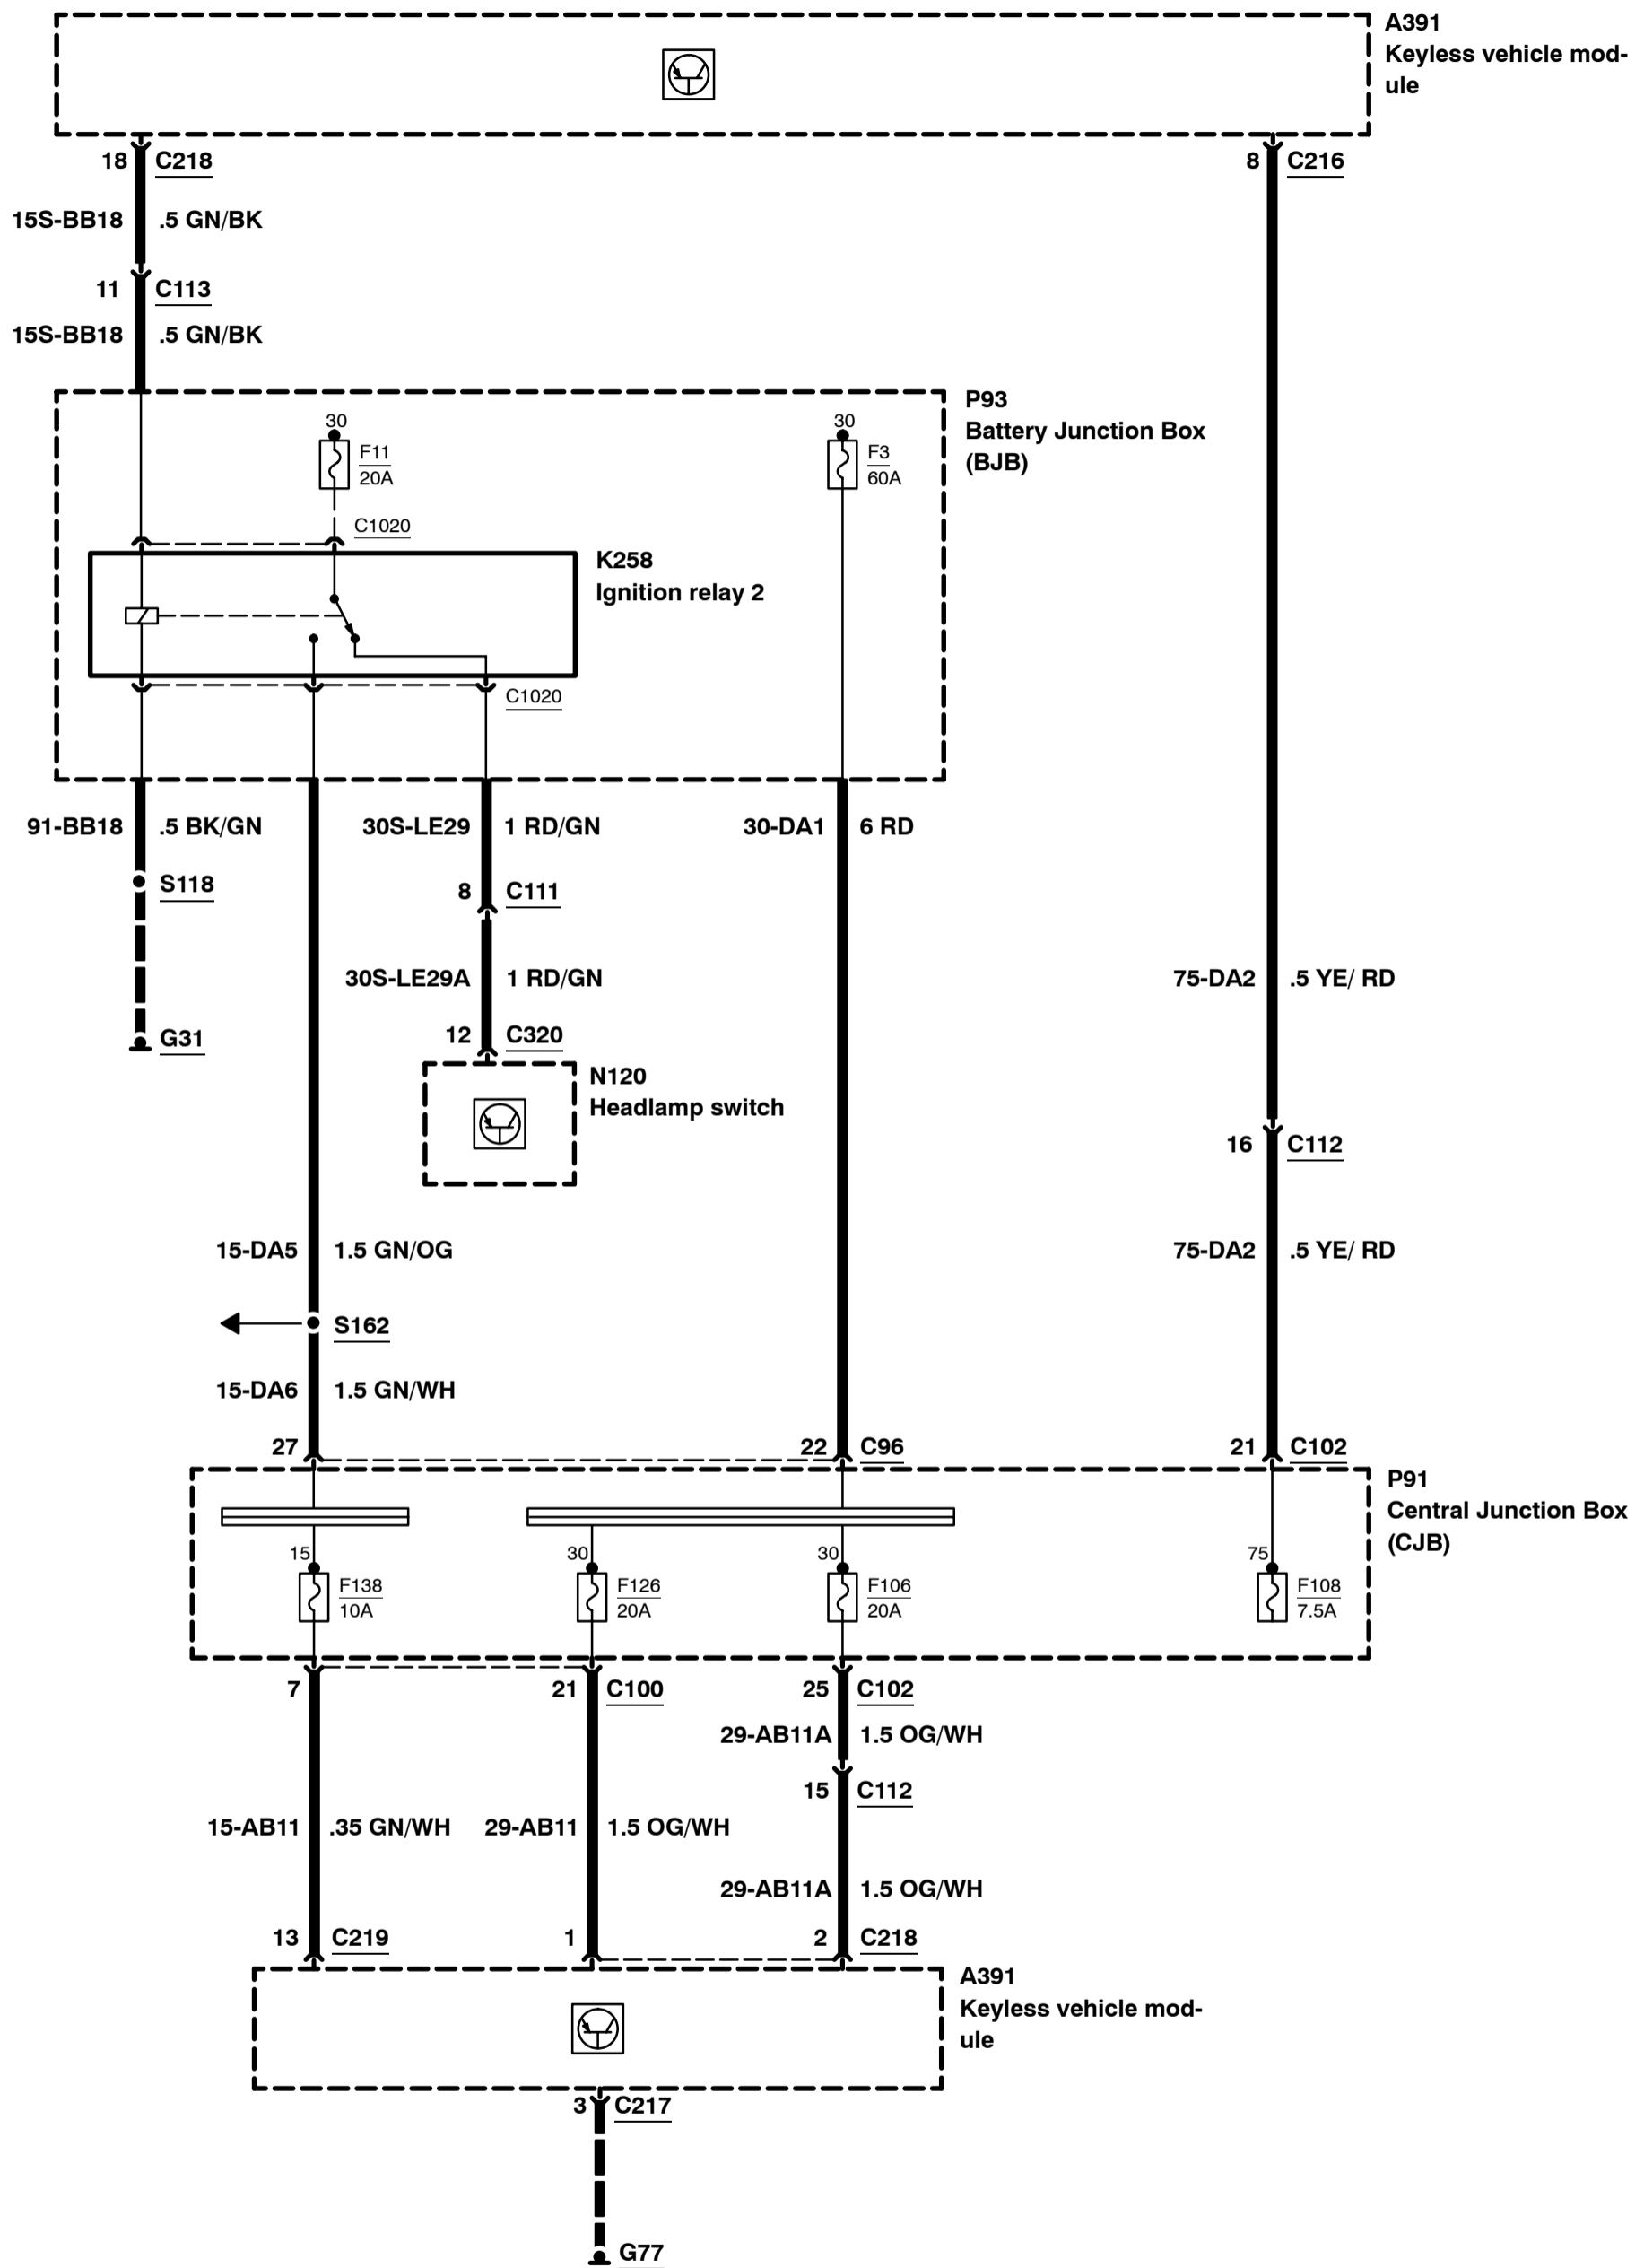 A391
Keyless vehicle mod-
ule
18 C218
8 C216
15S-BB18 .5 GN/BK
11 C113
15S-BB18 .5 GN/BK
P93
Battery Junction Box
(BJB)
30
F11
20A
30
F3
60A
C1020
K258
Ignition relay 2
C1020
91-BB18 .5 BK/GN
30S-LE29 1 RD/GN
30-DA1 6 RD
S118
8 C111
30S-LE29A 1 RD/GN
75-DA2 .5 YE/ RD
G31
12 C320
N120
Headlamp switch
16 C112
15-DA5 1.5 GN/OG
75-DA2 .5 YE/ RD
S162
15-DA6 1.5 GN/WH
27
22 C96
21 C102
P91
Central Junction Box
(CJB)
15
F138
10A
30
F126
20A
30
F106
20A
75
F108
7.5A
7
21 C100
25 C102
29-AB11A 1.5 OG/WH
15 C112
15-AB11 .35 GN/WH
29-AB11 1.5 OG/WH
29-AB11A 1.5 OG/WH
13 C219
1
2 C218
A391
Keyless vehicle mod-
ule
3 C217
G77